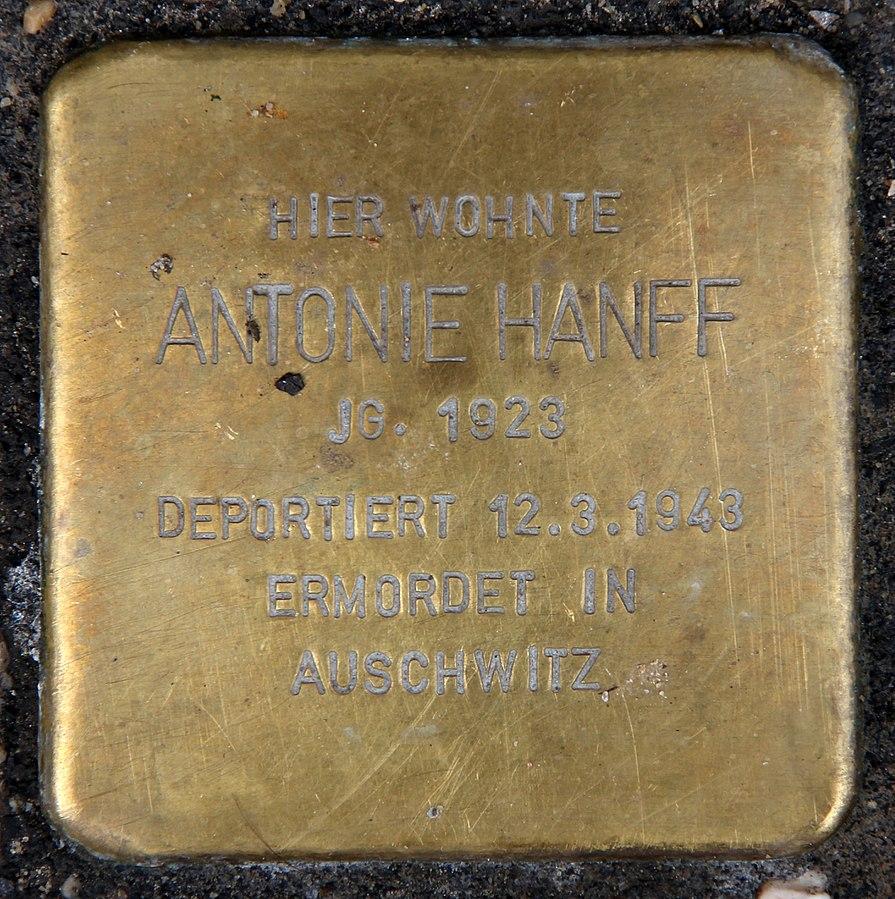 HIER WOHNTE
ANTONIE HANFF
JG. 1923
DEPORTIERT 12.3.1943
ERMORDET IN
AUSCHWITZ